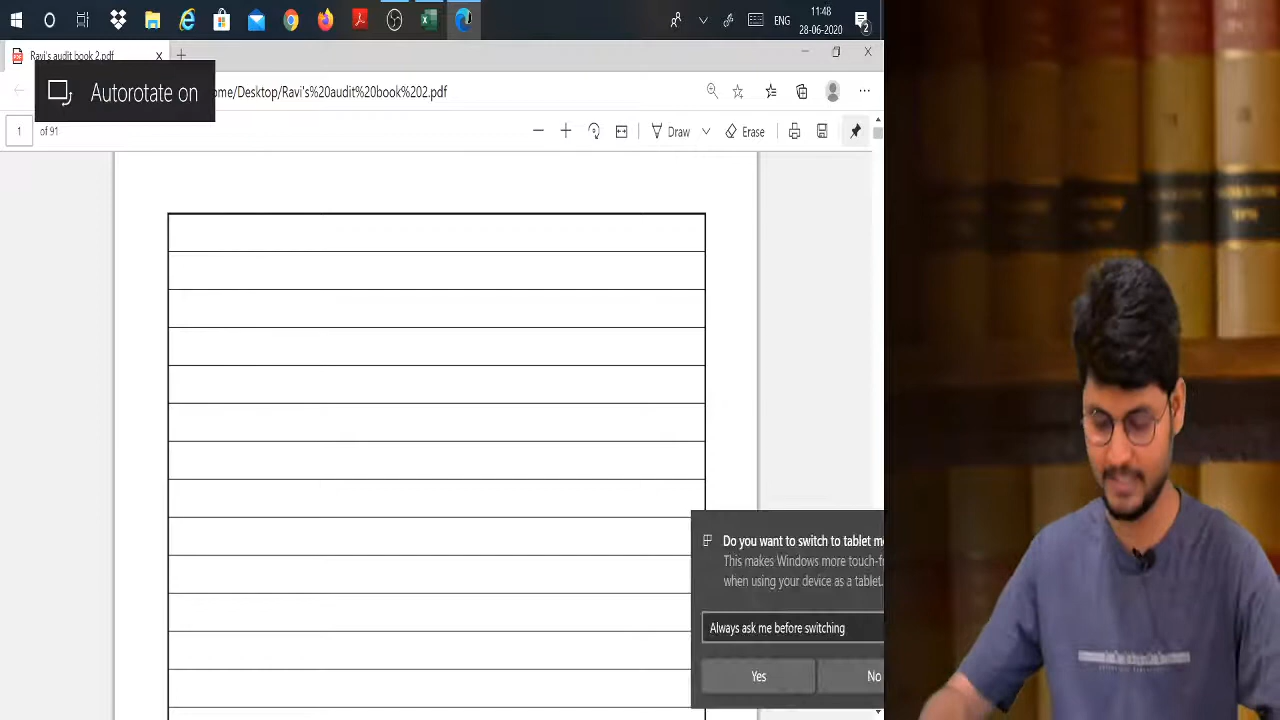 ENG
11:48
28-06-2020
2
Ravi's audit book 2.pdf
Autorotate on
ome/Desktop/Ravi's%20audit%20book%202.pdf
1
of 91
Draw
Erase
Do you want to switch to tablet m
This makes Windows more touch-f
when using your device as a tablet.
Always ask me before switching
Yes
No